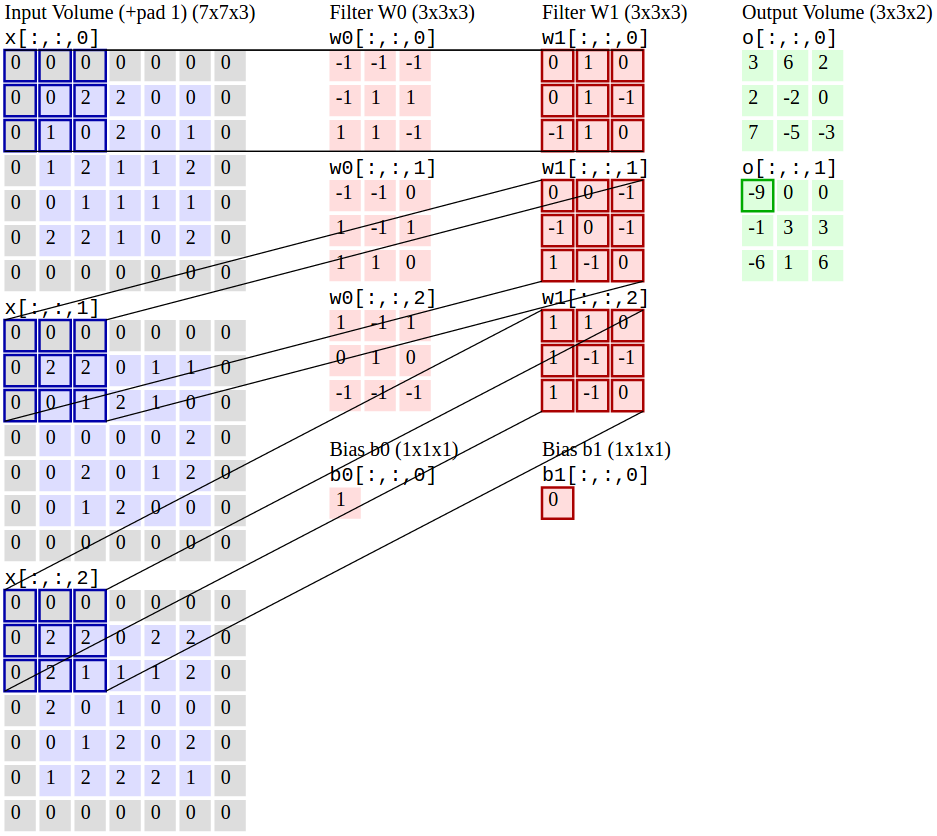 Input Volume (+pad 1) (7x7x3)
x[:,:,0]
0 0 0 0 0 0 0
0 0 2 2 0 0 0
0 1 0 2 0 1 0
0 1 2 1 1 2 0
0 0 1 1 1 1 0
0 2 2 1 0 2 0
0 0 0 0 0 0 0
x[:,:,1]
0 0 0 0 0 0 0
0 2 2 0 1 1 0
0 0 1 2 1 0 0
0 0 0 0 0 2 0
0 0 2 0 1 2 0
0 0 1 2 0 0 0
0 0 0 0 0 0 0
x[:,:,2]
0 0 0 0 0 0 0
0 2 2 0 2 2 0
0 2 1 1 1 2 0
0 2 0 1 0 0 0
0 0 1 2 0 2 0
0 1 2 2 2 1 0
0 0 0 0 0 0 0
Filter W0 (3x3x3)
w0[:,:,0]
-1 -1 -1
-1 1 1
1 1 -1
w0[:,:,1]
-1 -1 0
1 -1 1
1 1 0
w0[:,:,2]
1 -1 1
0 1 0
-1 -1 -1
Bias b0 (1x1x1)
b0[:,:,0]
1
Filter W1 (3x3x3)
w1[:,:,0]
0 1 0
0 1 -1
-1 1 0
w1[:,:,1]
0 0 -1
-1 0 -1
1 -1 0
w1[:,:,2]
1 1 0
1 -1 -1
1 -1 0
Bias b1 (1x1x1)
b1[:,:,0]
0
Output Volume (3x3x2)
o[:,:,0]
3 6 2
2 -2 0
7 -5 -3
o[:,:,1]
-9 0 0
-1 3 3
-6 1 6